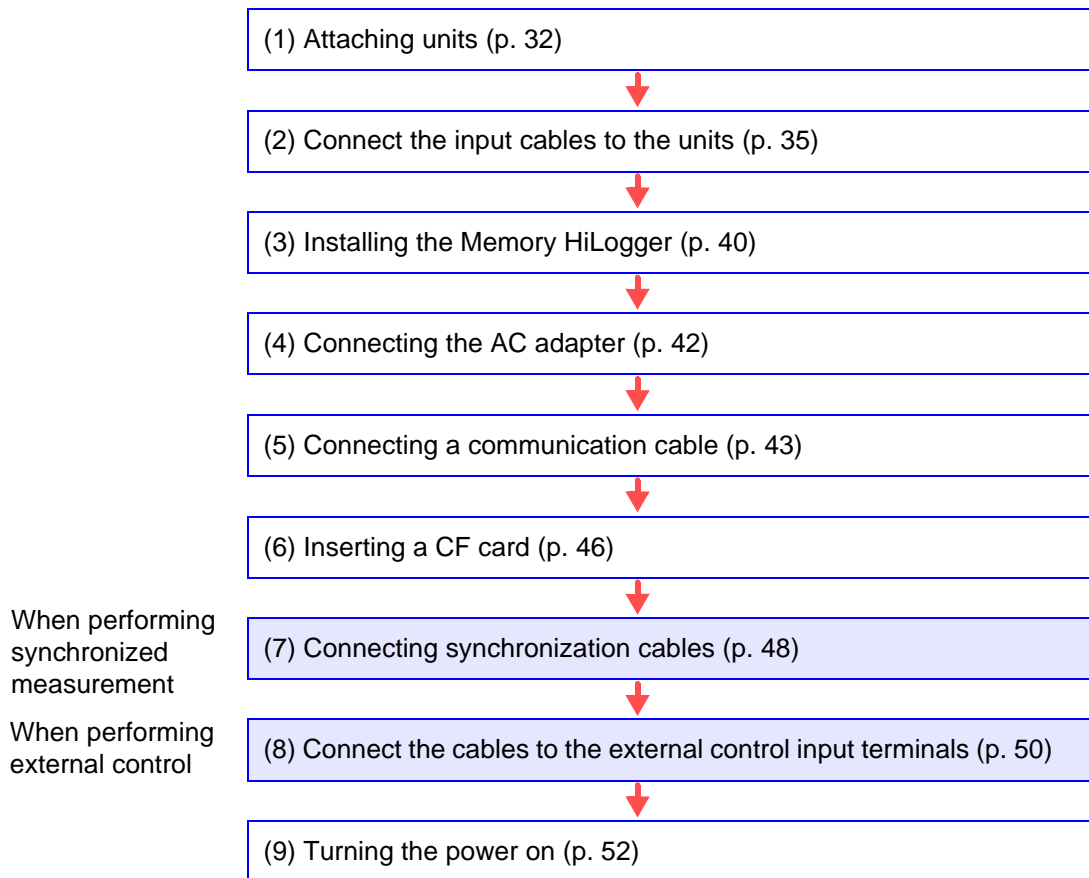 (1) Attaching units (p. 32)
(2) Connect the input cables to the units (p. 35)
(3) Installing the Memory HiLogger (p. 40)
(4) Connecting the AC adapter (p. 42)
(5) Connecting a communication cable (p. 43)
(6) Inserting a CF card (p. 46)
When performing
synchronized
measurement
(7) Connecting synchronization cables (p. 48)
When performing
external control
(8) Connect the cables to the external control input terminals (p. 50)
(9) Turning the power on (p. 52)